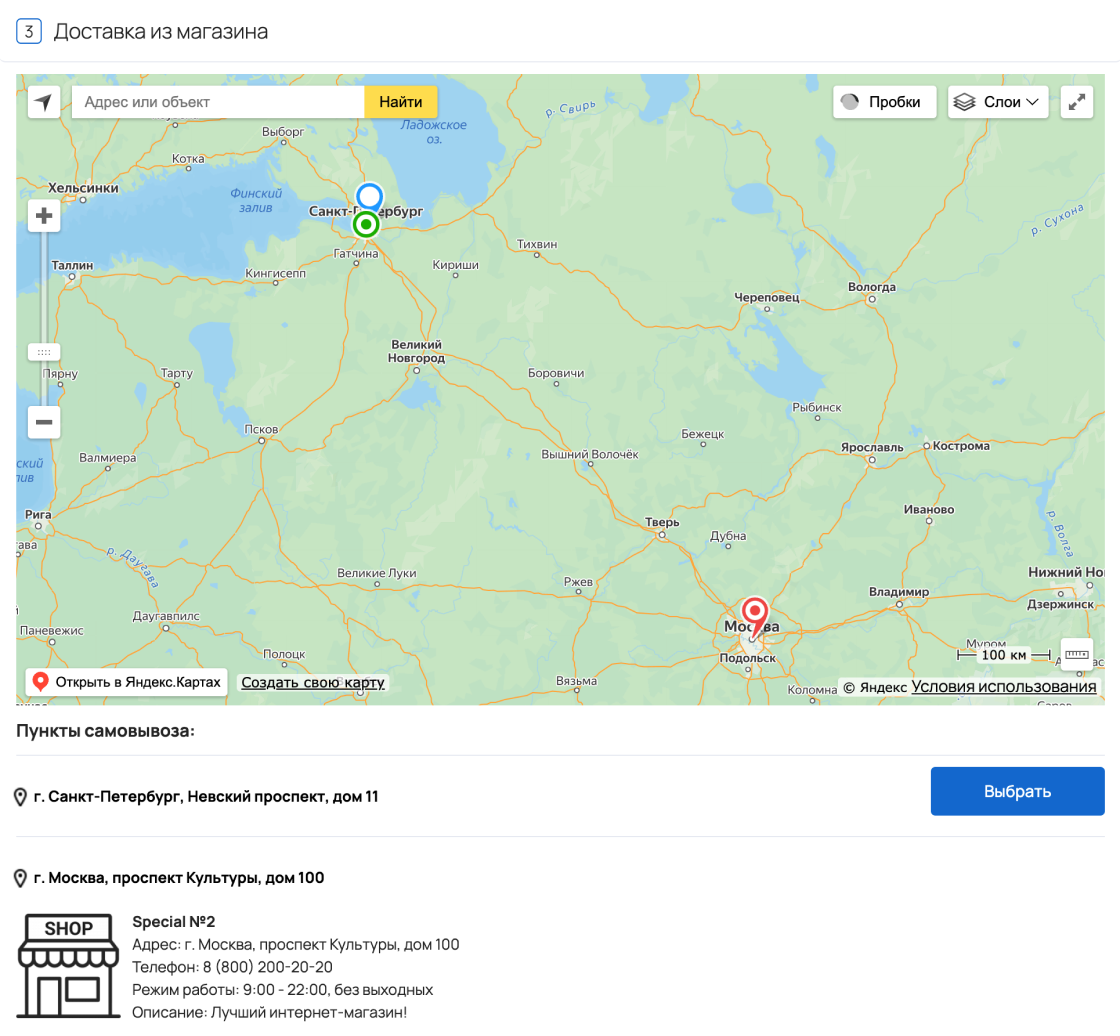 3 Доставка из магазина
Адрес или объект
Найти
Пробки
Слои
р. Свирь
Ладожское
оз.
Выборг
Котка
Хельсинки
Финский
залив
Санкт-Петербург
р. Сухона
Гатчина
Тихвин
Кириши
Таллин
Кингисепп
Вологда
Череповец
Великий
Новгород
Пярну
Тарту
Боровичи
Рыбинск
Псков
Бежецк
Ярославль
Кострома
Вышний Волочёк
Валмиера
ский
лив
Рига
Тверь
Иваново
Дубна
р. Волга
ава
р. Даугава
Великие Луки
Ржев
Нижний Но
Владимир
Дзержинск
Даугавпилс
Паневежис
Москва
Муром
Полоцк
Подольск
100 км
Открыть в Яндекс.Картах
Создать свою карту
Вязьма
Коломна
© Яндекс Условия использования
Пункты самовывоза:
г. Санкт-Петербург, Невский проспект, дом 11
Выбрать
г. Москва, проспект Культуры, дом 100
SHOP
Special №2
Адрес: г. Москва, проспект Культуры, дом 100
Телефон: 8 (800) 200-20-20
Режим работы: 9:00 - 22:00, без выходных
Описание: Лучший интернет-магазин!